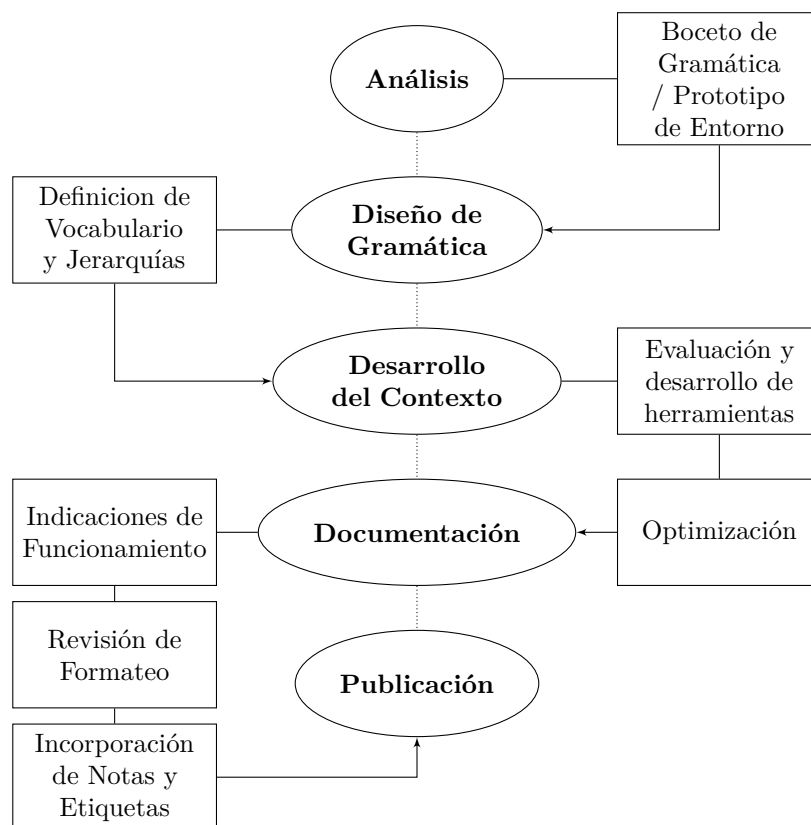 Análisis
Boceto de
Gramática
/ Prototipo
de Entorno
Definicion de
Vocabulario
y Jerarquías
Diseño de
Gramática
Desarrollo
del Contexto
Evaluación y
desarrollo de
herramientas
Indicaciones de
Funcionamiento
Documentación
Optimización
Revisión de
Formateo
Publicación
Incorporación
de Notas y
Etiquetas